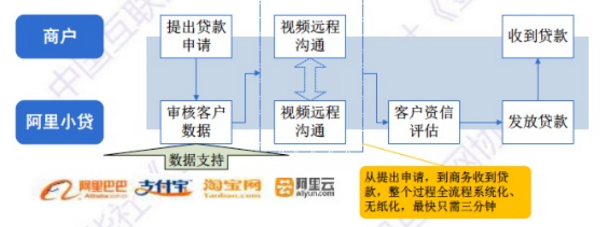 商户
提出贷款
申请
视频远程
沟通
收到贷款
阿里小贷
审核客户
数据
视频远程
沟通
客户资信
评估
发放贷款
数据支持
阿里巴巴
Alibaba.com
支付宝
淘宝网
Taobao.com
阿里云
aliyun.com
从提出申请，到商务收到贷
款，整个过程全流程系统化、
无纸化，最快只需三分钟